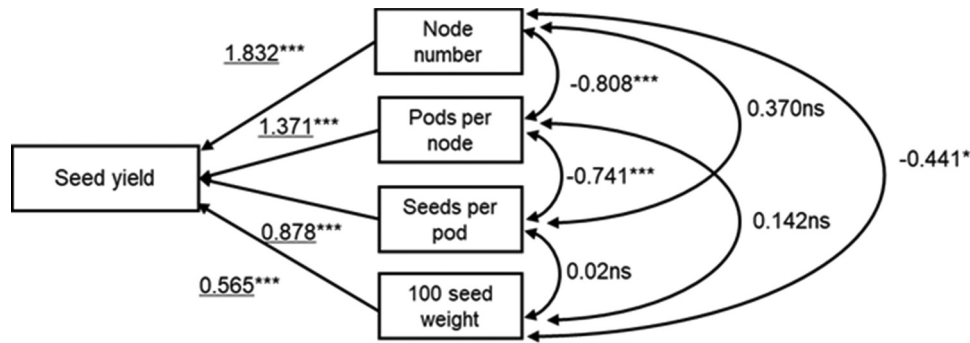 Node
number
1.832***
-0.808***
0.370ns
Pods per
node
1.371***
-0.441*
Seed yield
-0.741***
Seeds per
pod
0.878***
0.142ns
0.02ns
0.565***
100 seed
weight